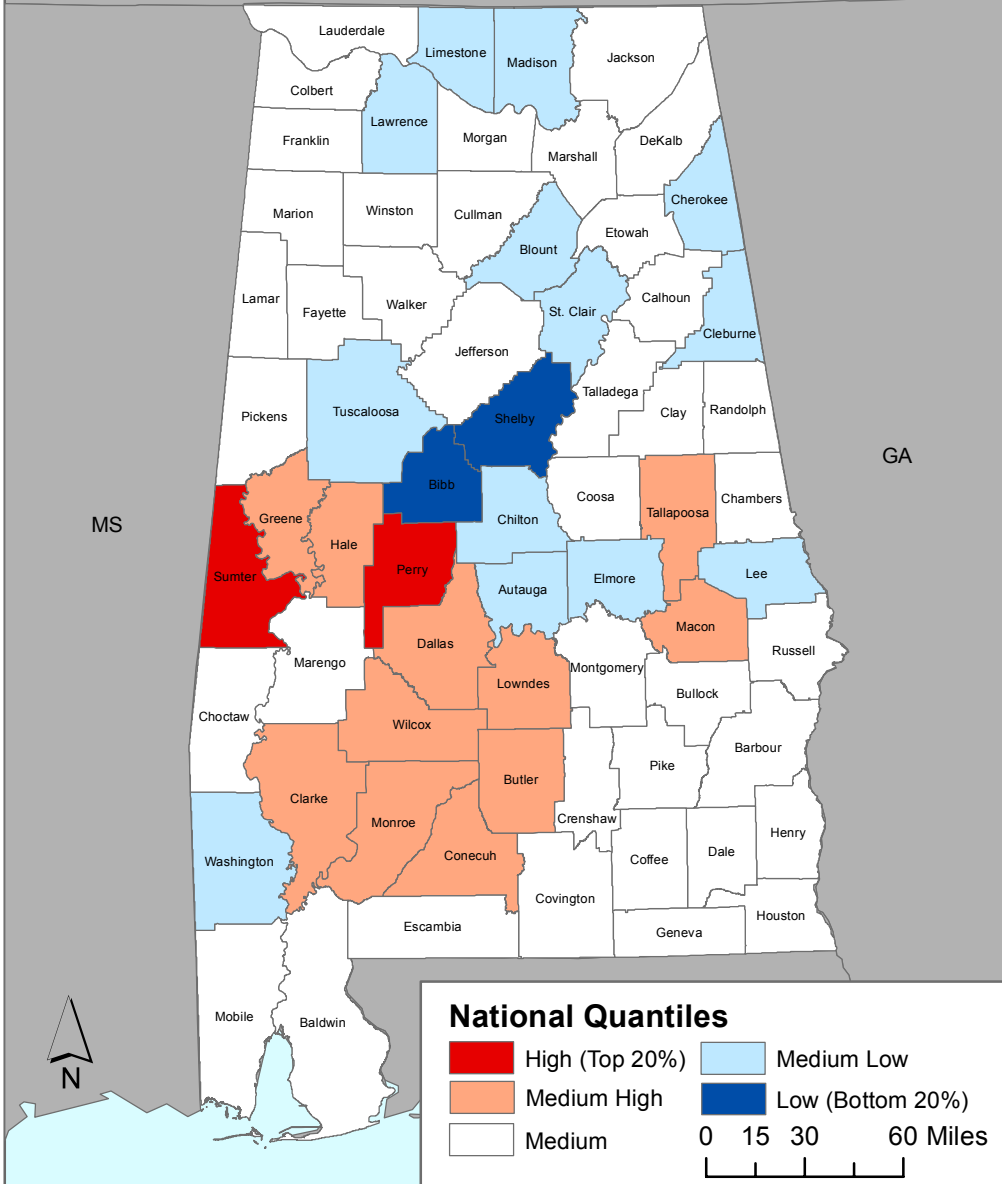 Lauderdale
Limestone
Madison
Jackson
Colbert
Lawrence
Franklin
Morgan
Marshall
DeKalb
Cherokee
Marion
Winston
Cullman
Etowah
Blount
Lamar
Fayette
Walker
St. Clair
Calhoun
Cleburne
Jefferson
Talladega
Pickens
Tuscaloosa
Shelby
Clay
Randolph
GA
MS
Bibb
Coosa
Tallapoosa
Chambers
Greene
Chilton
Hale
Sumter
Perry
Autauga
Elmore
Lee
Macon
Dallas
Russell
Marengo
Montgomery
Lowndes
Bullock
Choctaw
Wilcox
Barbour
Pike
Butler
Clarke
Monroe
Crenshaw
Henry
Washington
Conecuh
Coffee
Dale
Covington
Houston
Escambia
Geneva
Mobile
Baldwin
N
National Quantiles
High (Top 20%)
Medium High
Medium
Medium Low
Low (Bottom 20%)
0 15 30 60 Miles